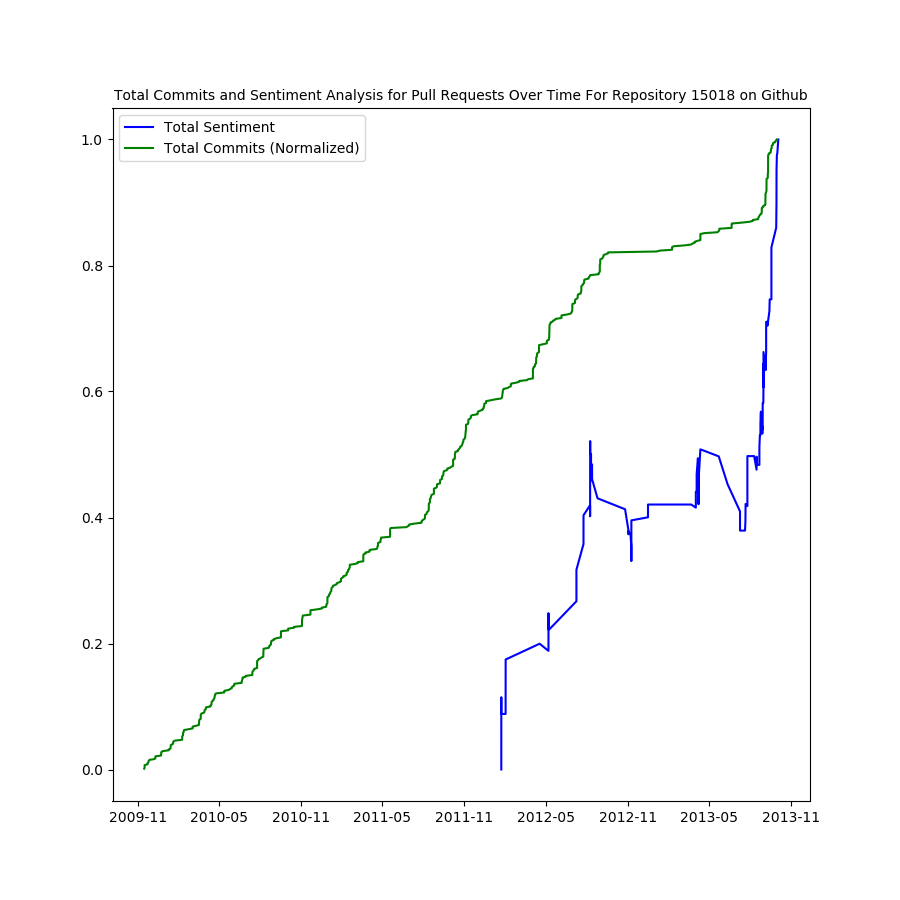 Total Commits and Sentiment Analysis for Pull Requests Over Time For Repository 15018 on Github
Total Sentiment
Total Commits (Normalized)
1.0
0.8
0.6
0.4
0.2
0.0
2009-11 2010-05 2010-11 2011-05 2011-11 2012-05 2012-11 2013-05 2013-11